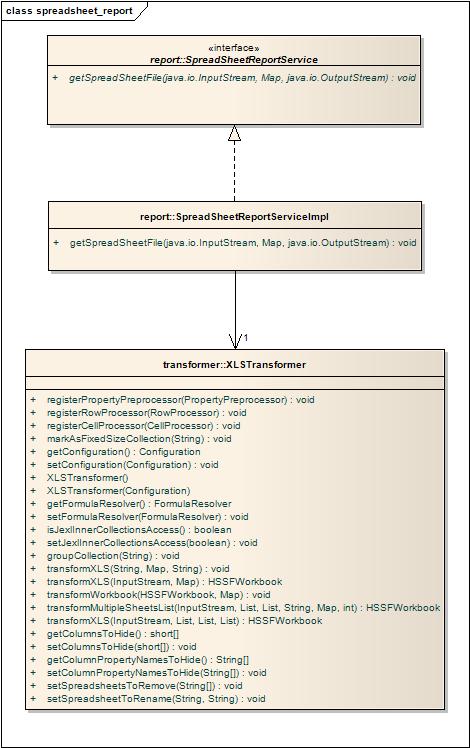 class spreadsheet_report
«interface»
report::SpreadSheetReportService
+ getSpreadSheetFile(java.io.InputStream, Map, java.io.OutputStream) : void
report::SpreadSheetReportServiceImpl
+ getSpreadSheetFile(java.io.InputStream, Map, java.io.OutputStream) : void
1
transformer::XLSTransformer
+ registerPropertyPreprocessor(PropertyPreprocessor) : void
+ registerRowProcessor(RowProcessor) : void
+ registerCellProcessor(CellProcessor) : void
+ markAsFixedSizeCollection(String) : void
+ getConfiguration() : Configuration
+ setConfiguration(Configuration) : void
+ XLSTransformer()
+ XLSTransformer(Configuration)
+ getFormulaResolver() : FormulaResolver
+ setFormulaResolver(FormulaResolver) : void
+ isJexlInnerCollectionsAccess() : boolean
+ setJexlInnerCollectionsAccess(boolean) : void
+ groupCollection(String) : void
+ transformXLS(String, Map, String) : void
+ transformXLS(InputStream, Map) : HSSFWorkbook
+ transformWorkbook(HSSFWorkbook, Map) : void
+ transformMultipleSheetsList(InputStream, List, List, String, Map, int) : HSSFWorkbook
+ transformXLS(InputStream, List, List, List) : HSSFWorkbook
+ getColumnsToHide() : short[]
+ setColumnsToHide(short[]) : void
+ getColumnPropertyNamesToHide() : String[]
+ setColumnPropertyNamesToHide(String[]) : void
+ setSpreadsheetsToRemove(String[]) : void
+ setSpreadsheetToRename(String, String) : void